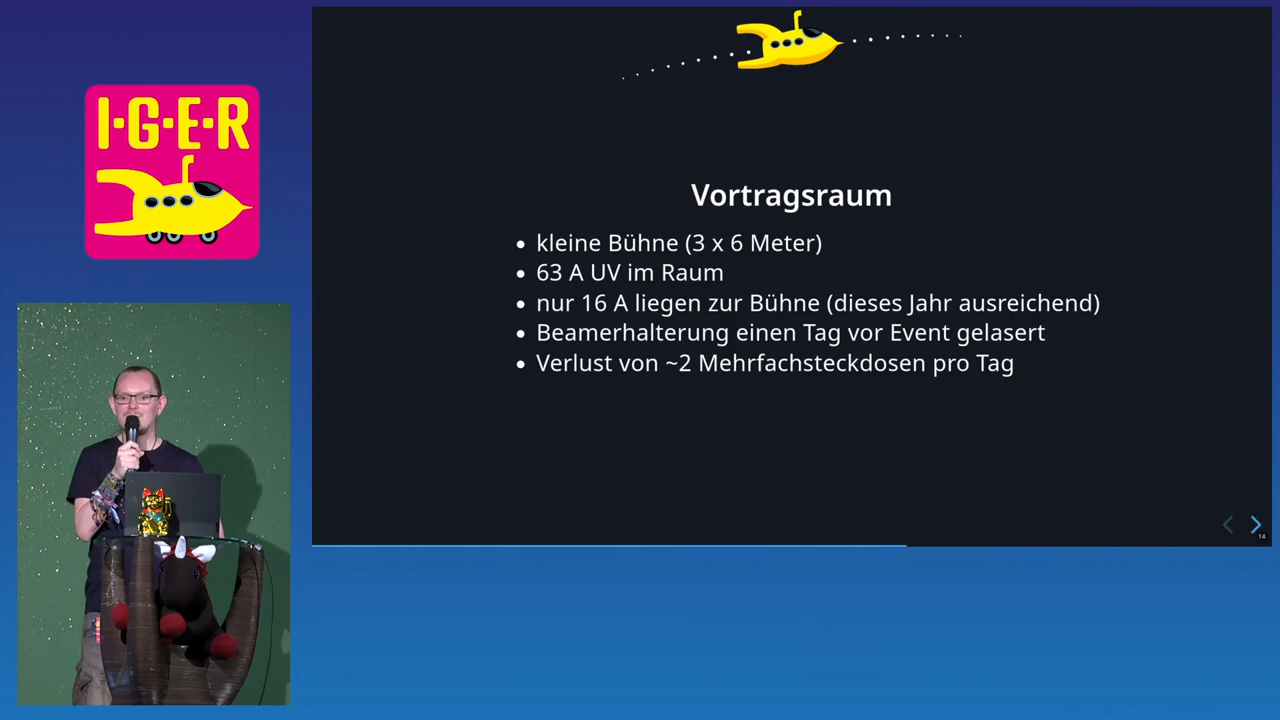 I·G·E·R
Vortragsraum
• kleine Bühne (3 x 6 Meter)
• 63 A UV im Raum
• nur 16 A liegen zur Bühne (dieses Jahr ausreichend)
• Beamerhalterung einen Tag vor Event gelasert
• Verlust von ~2 Mehrfachsteckdosen pro Tag
14